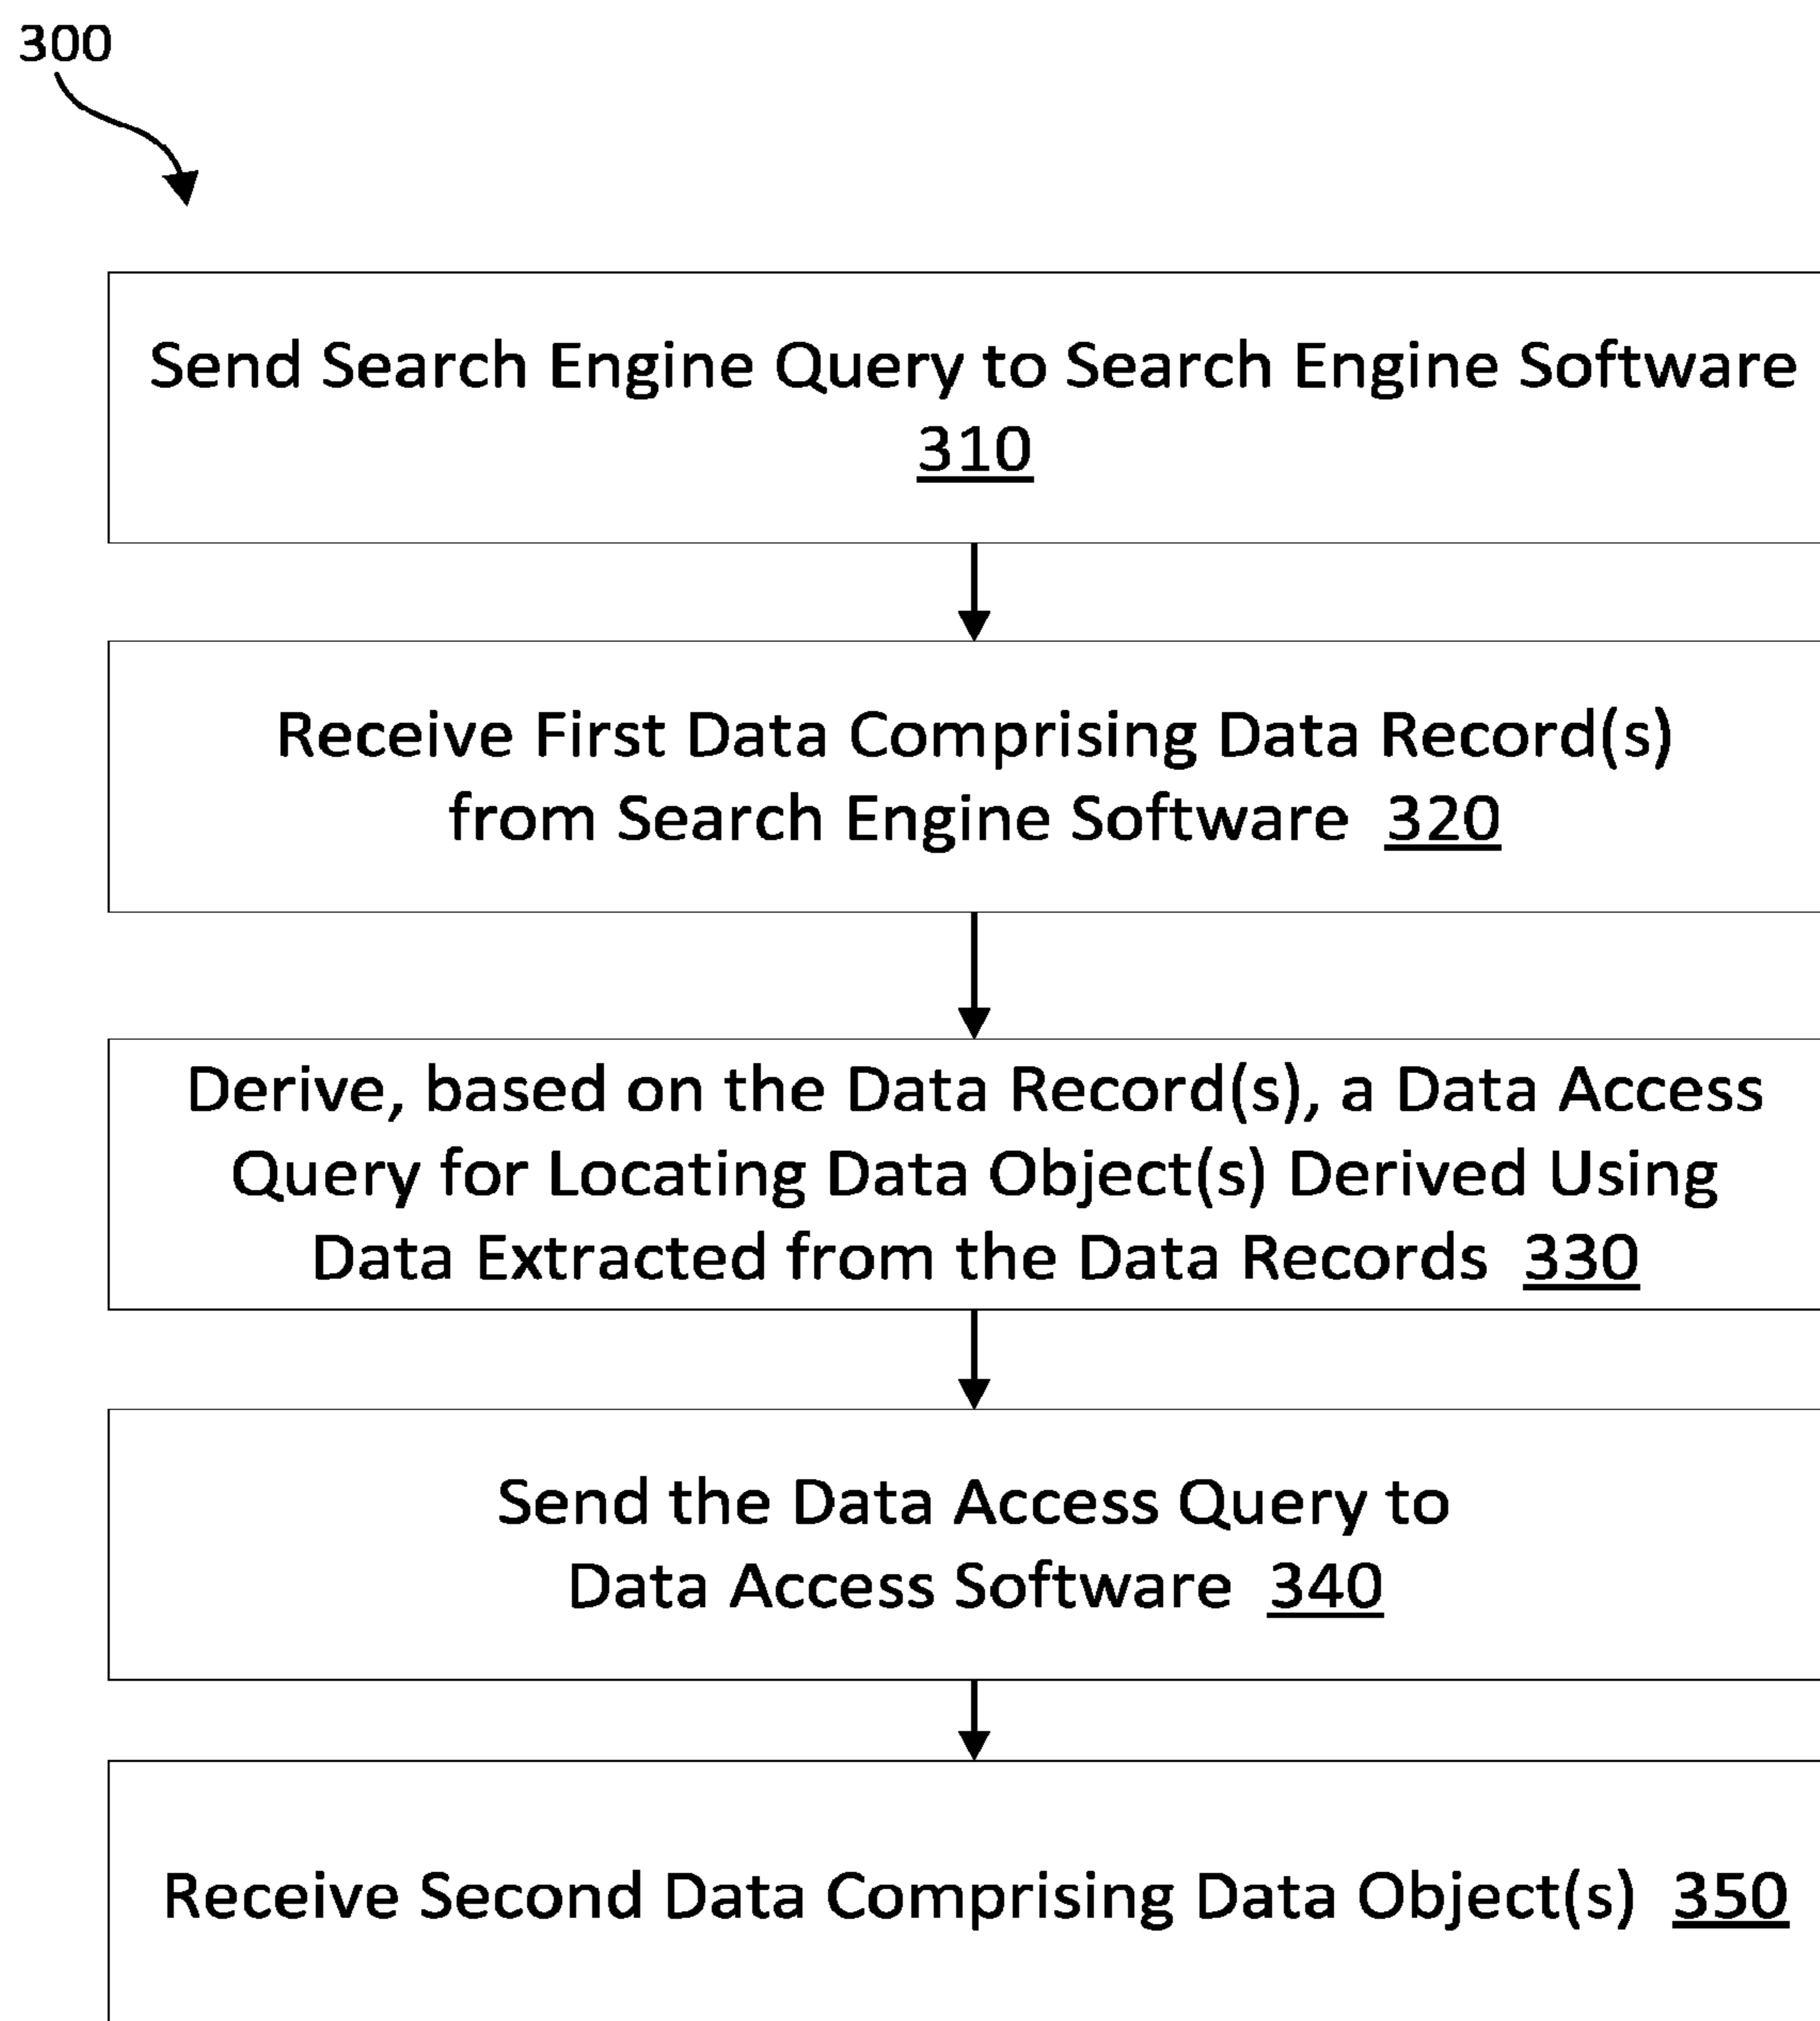 300
Send Search Engine Query to Search Engine Software
310
Receive First Data Comprising Data Record(s)
from Search Engine Software 320
Derive, based on the Data Record(s), a Data Access
Query for Locating Data Object(s) Derived Using
Data Extracted from the Data Records 330
Send the Data Access Query to
Data Access Software 340
Receive Second Data Comprising Data Object(s) 350